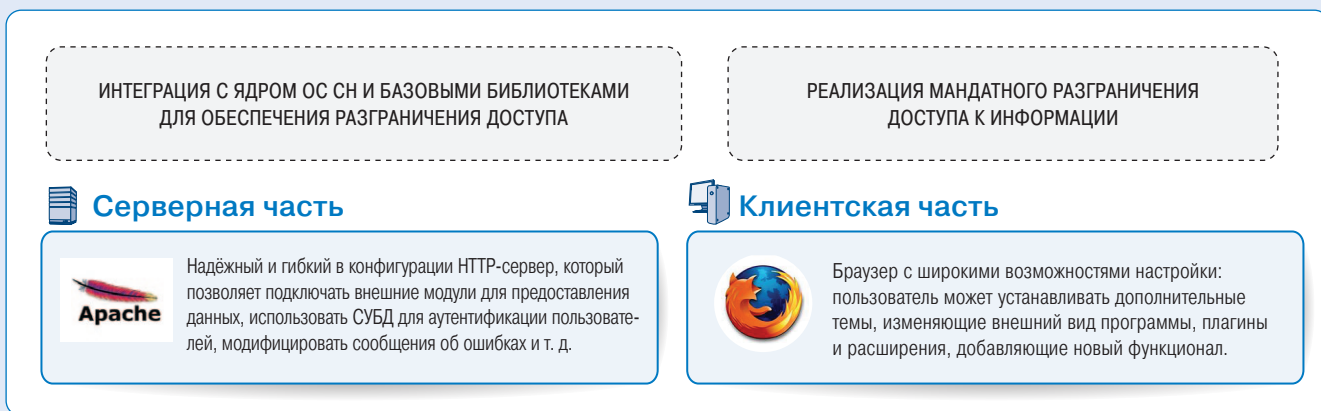 ИНТЕГРАЦИЯ С ЯДРОМ ОС СН И БАЗОВЫМИ БИБЛИОТЕКАМИ
ДЛЯ ОБЕСПЕЧЕНИЯ РАЗГРАНИЧЕНИЯ ДОСТУПА
РЕАЛИЗАЦИЯ МАНДАТНОГО РАЗГРАНИЧЕНИЯ
ДОСТУПА К ИНФОРМАЦИИ
Серверная часть
Apache
Надёжный и гибкий в конфигурации HTTP-сервер, который
позволяет подключать внешние модули для предоставления
данных, использовать СУБД для аутентификации пользовате-
лей, модифицировать сообщения об ошибках и т. д.
Клиентская часть
Браузер с широкими возможностями настройки:
пользователь может устанавливать дополнительные
темы, изменяющие внешний вид программы, плагины
и расширения, добавляющие новый функционал.